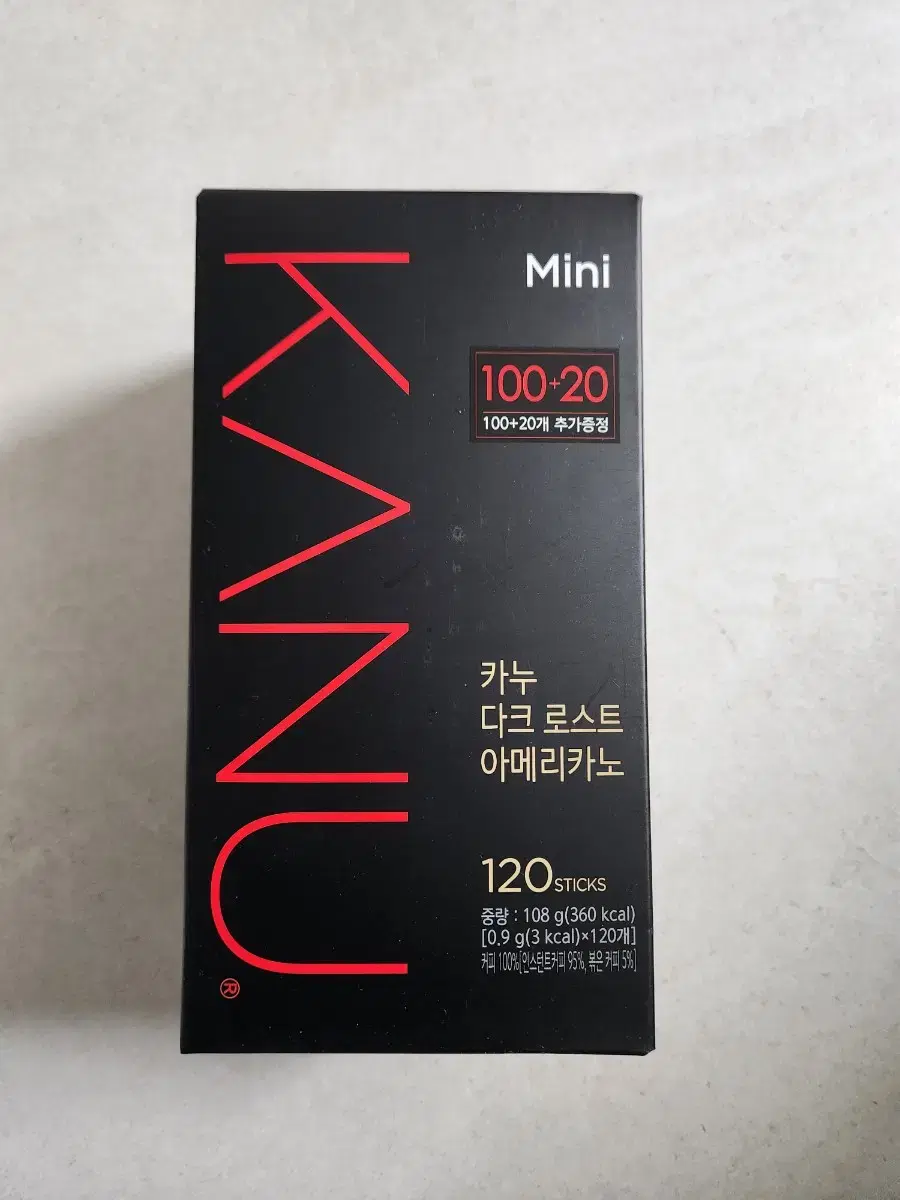 KANU®
Mini
100+20
100+20개 추가증정
카누
다크 로스트
아메리카노
120 STICKS
중량 : 108 g(360 kcal)
[0.9 g(3 kcal)×120개]
커피 100%[인스턴트커피 95%, 볶은 커피 5%]